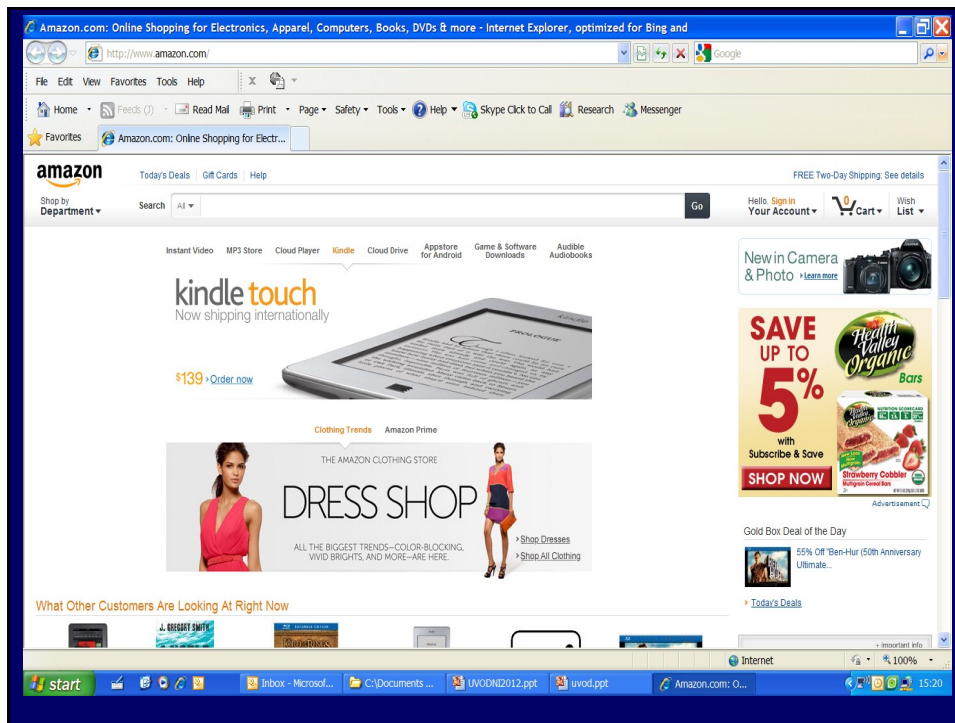 Amazon.com: Online Shopping for Electronics, Apparel, Computers, Books, DVDs & more - Internet Explorer, optimized for Bing and
http://www.amazon.com/
Google
File Edit View Favorites Tools Help
X
Home Feeds (J) Read Mail Print Page Safety Tools Help Skype Click to Call Research Messenger
Favorites
Amazon.com: Online Shopping for Electr...
amazon
Today's Deals Gift Cards Help
FREE Two-Day Shipping: See details
Shop by
Department
Search All
Go
Hello. Sign in
Your Account
0
Cart
Wish
List
Instant Video MP3 Store Cloud Player Kindle Cloud Drive Appstore for Android Game & Software Downloads Audible Audiobooks
kindle touch
Now shipping internationally
$139 Order now
PROLOGUE
kindle
New in Camera
& Photo Learn more
SAVE
UP TO
5%
with
Subscribe & Save
SHOP NOW
Health
Valley
Organic
Bars
NUTRITION SCORECARD
Strawberry Cobbler
Multigrain Cereal Bars
Advertisement
Clothing Trends Amazon Prime
THE AMAZON CLOTHING STORE
DRESS SHOP
ALL THE BIGGEST TRENDS—COLOR-BLOCKING,
VIVID BRIGHTS, AND MORE—ARE HERE.
Shop Dresses
Shop All Clothing
Gold Box Deal of the Day
55% Off "Ben-Hur (50th Anniversary
Ultimate...
Today's Deals
What Other Customers Are Looking At Right Now
J. GREGORY SMITH
important info
Internet
100%
start
Inbox - Microsof...
C:\Documents ...
UVODNI2012.ppt
uvod.ppt
Amazon.com: O...
15:20